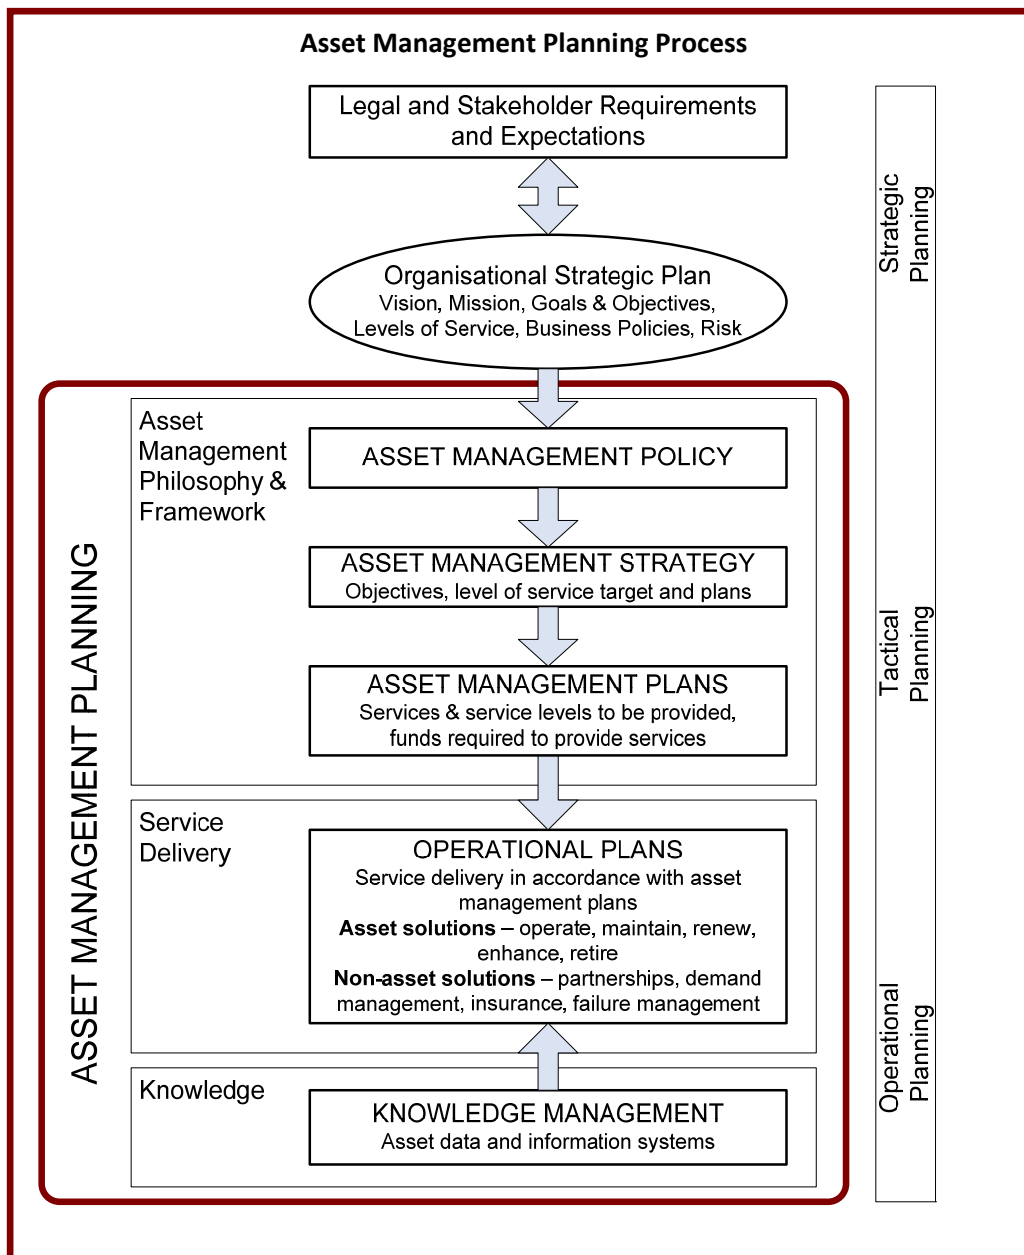 Asset Management Planning Process
Legal and Stakeholder Requirements
and Expectations
Organisational Strategic Plan
Vision, Mission, Goals & Objectives,
Levels of Service, Business Policies, Risk
Asset
Management
Philosophy &
Framework
ASSET MANAGEMENT POLICY
ASSET MANAGEMENT STRATEGY
Objectives, level of service target and plans
ASSET MANAGEMENT PLANS
Services & service levels to be provided,
funds required to provide services
Service
Delivery
OPERATIONAL PLANS
Service delivery in accordance with asset
management plans
Asset solutions – operate, maintain, renew,
enhance, retire
Non-asset solutions – partnerships, demand
management, insurance, failure management
Knowledge
KNOWLEDGE MANAGEMENT
Asset data and information systems
ASSET MANAGEMENT PLANNING
Strategic
Planning
Tactical
Planning
Operational
Planning